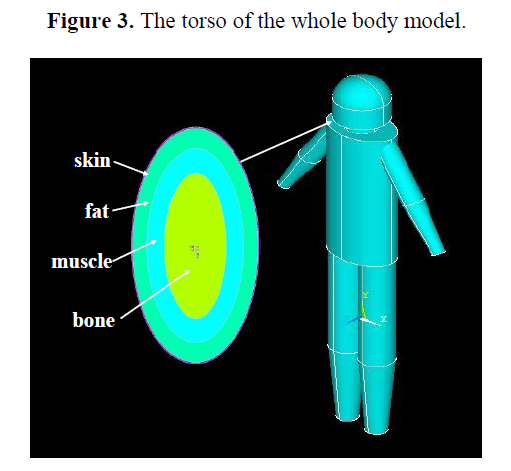 Figure 3. The torso of the whole body model.
skin
fat
muscle
bone
Y
X